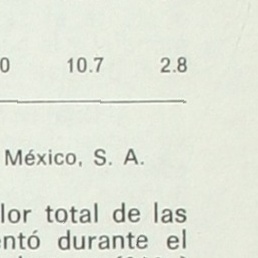 0 10.7 2.8
México, S. A.
lor total de las
entó durante el